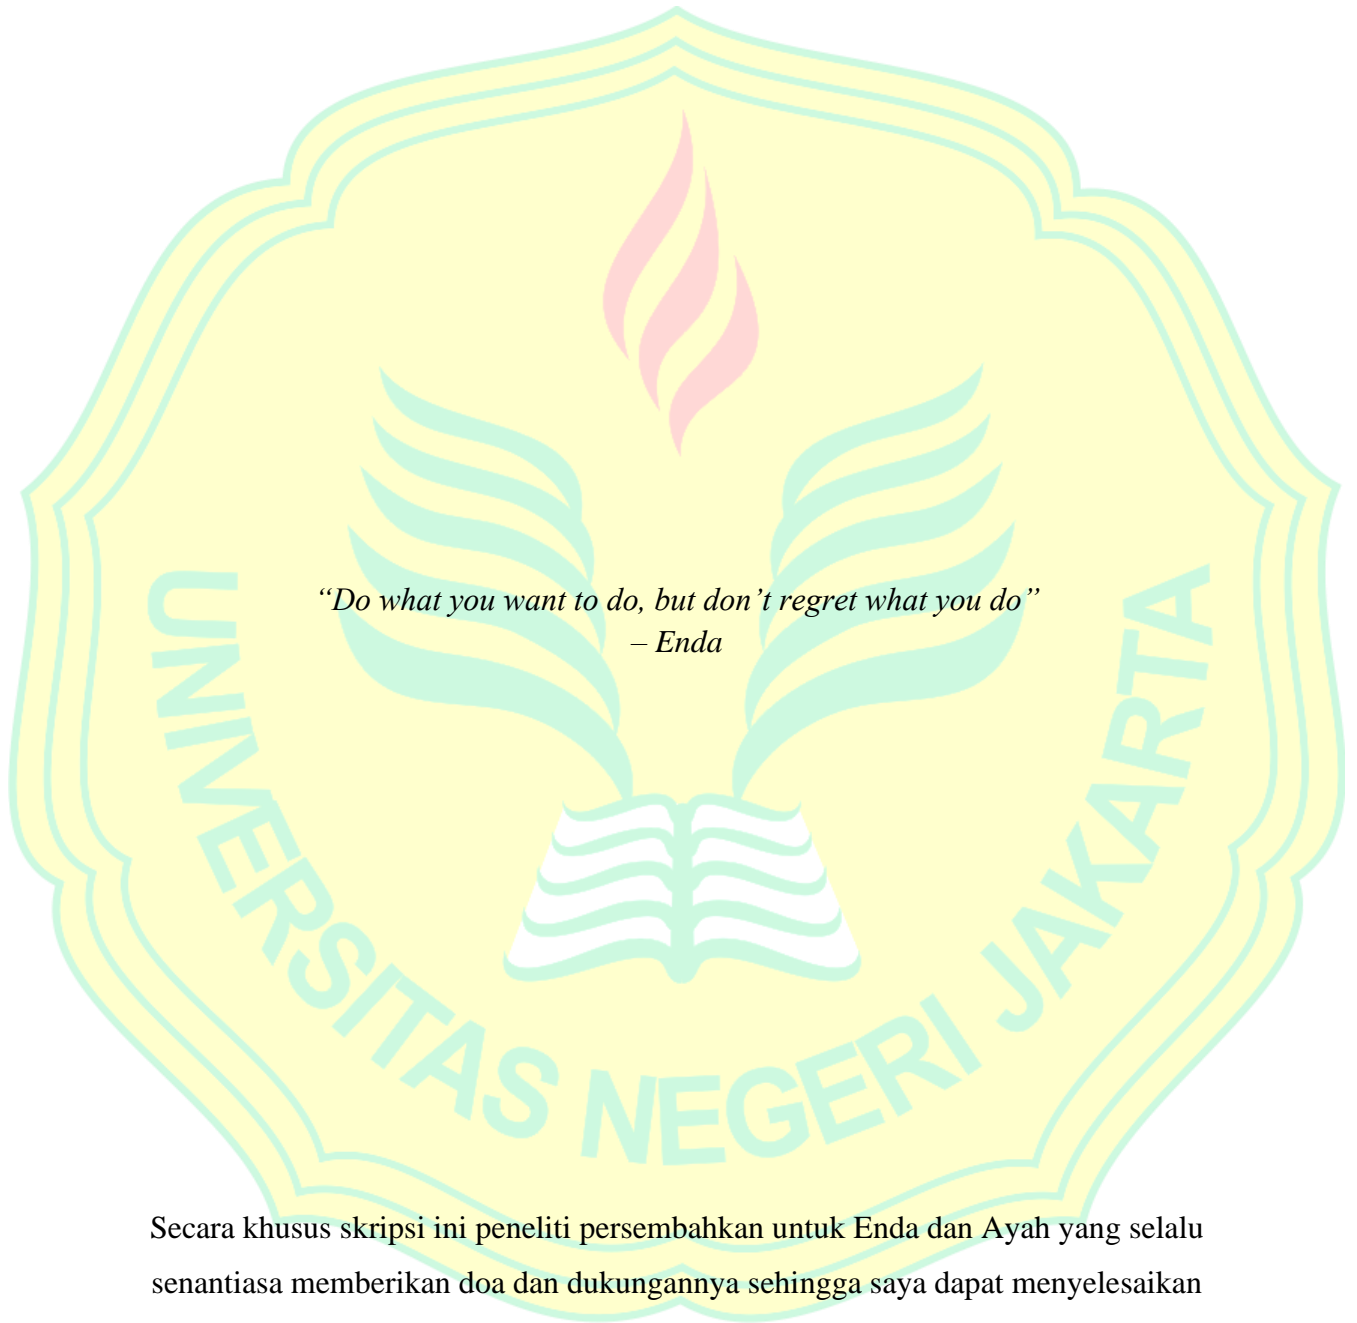 “Do what you want to do, but don’t regret what you do”
– Enda
UNIVERSITAS NEGERI JAKARTA
Secara khusus skripsi ini peneliti persembahkan untuk Enda dan Ayah yang selalu
senantiasa memberikan doa dan dukungannya sehingga saya dapat menyelesaikan